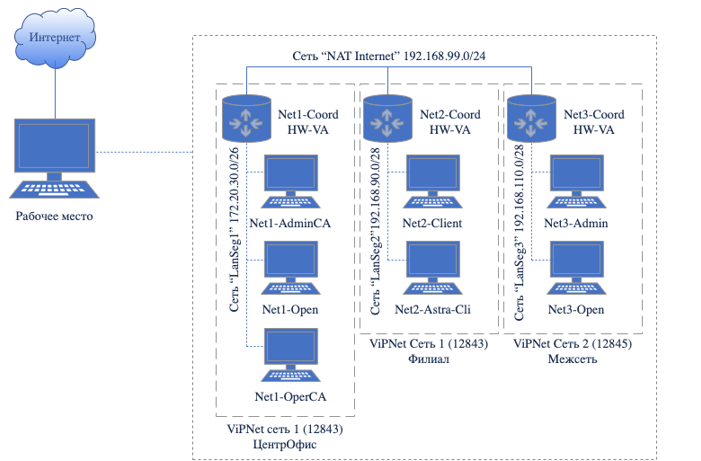 Интернет
Рабочее место
Сеть “NAT Internet” 192.168.99.0/24
Net1-Coord
HW-VA
Сеть “LanSeg1” 172.20.30.0/26
Net1-AdminCA
Net1-Open
Net1-OperCA
ViPNet сеть 1 (12843)
ЦентрОфис
Net2-Coord
HW-VA
Сеть “LanSeg2”192.168.90.0/28
Net2-Client
Net2-Astra-Cli
ViPNet Сеть 1 (12843)
Филиал
Net3-Coord
HW-VA
Сеть “LanSeg3” 192.168.110.0/28
Net3-Admin
Net3-Open
ViPNet Сеть 2 (12845)
Межсеть